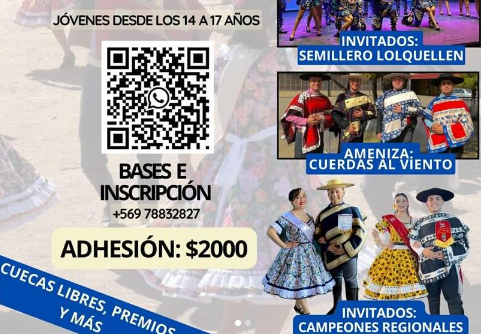 JÓVENES DESDE LOS 14 A 17 AÑOS
BASES E
INSCRIPCIÓN
+569 78832827
ADHESIÓN: $2000
CUECAS LIBRES, PREMIOS
Y MÁS
INVITADOS:
SEMILLERO LOLQUELLEN
AMENIZA:
CUERDAS AL VIENTO
INVITADOS:
CAMPEONES REGIONALES